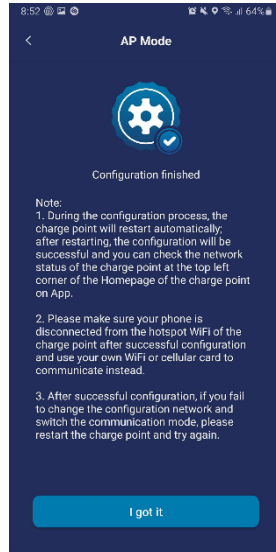 8:52 64%
AP Mode
Configuration finished
Note:
1. During the configuration process, the
charge point will restart automatically;
after restarting, the configuration will be
successful and you can check the network
status of the charge point at the top left
corner of the Homepage of the charge point
on App.
2. Please make sure your phone is
disconnected from the hotspot WiFi of the
charge point after successful configuration
and use your own WiFi or cellular card to
communicate instead.
3. After successful configuration, if you fail
to change the configuration network and
switch the communication mode, please
restart the charge point and try again.
I got it